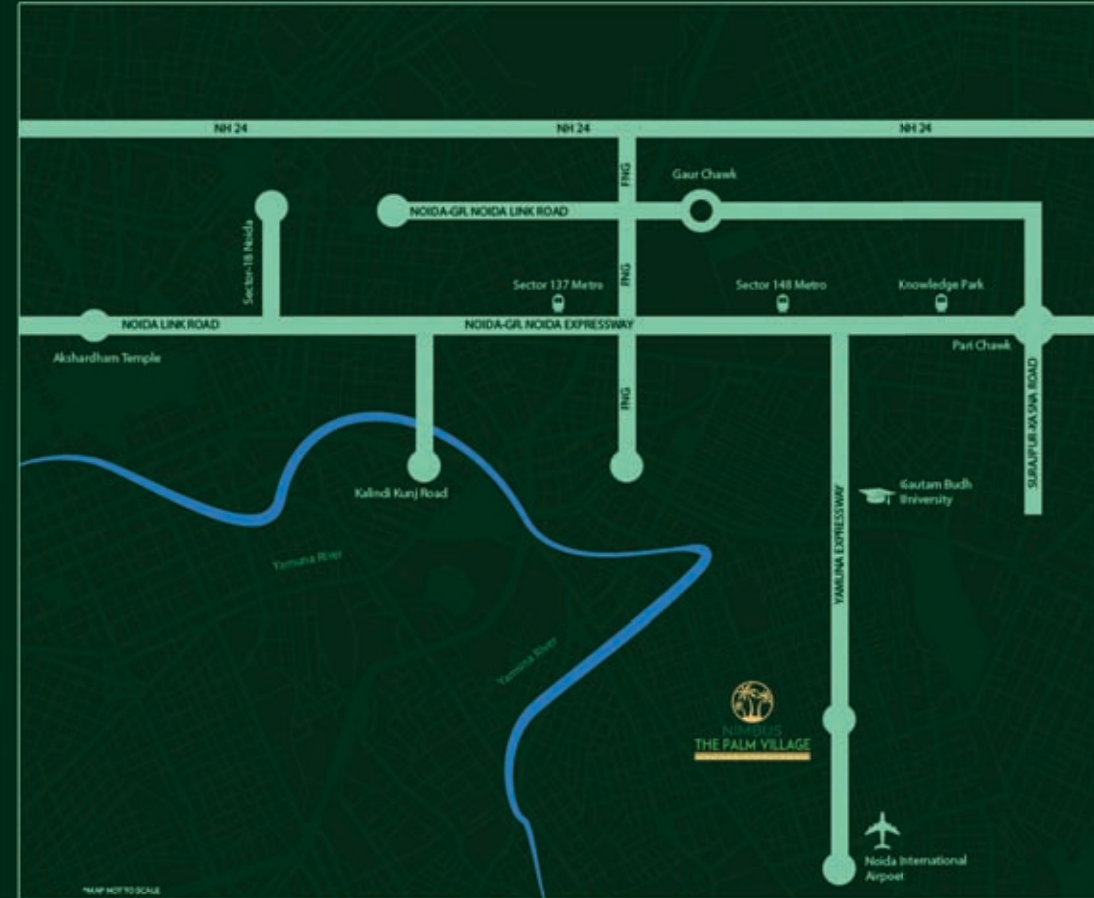 NH 24
NH 24
NH 24
FNG
Gaur Chawk
NOIDA-GR. NOIDA LINK ROAD
Sector-18 Noida
FNG
Sector 137 Metro
Sector 148 Metro
Knowledge Park
NOIDA LINK ROAD
NOIDA-GR. NOIDA EXPRESSWAY
Akshardham Temple
Pari Chawk
FNG
SURAJPUR-KASNA ROAD
Kalindi Kunj Road
Gautam Budh
University
YAMUNA EXPRESSWAY
Yamuna River
Yamuna River
NIMBUS
THE PALM VILLAGE
Noida International
Airpoet
*MAP NOT TO SCALE